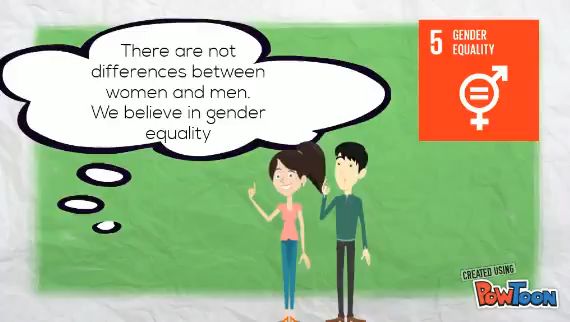 There are not
differences between
women and men.
We believe in gender
equality
5 GENDER
EQUALITY
CREATED USING
POWTOON